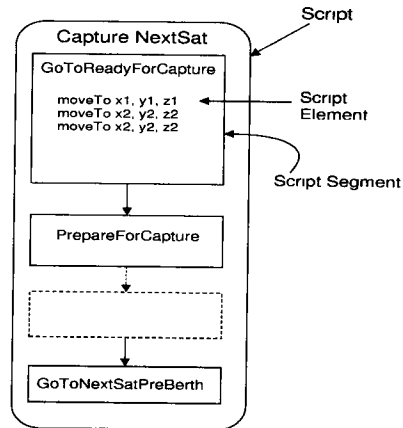 Capture NextSat
Script
GoToReadyForCapture
moveTo x1, y1, z1
moveTo x2, y2, z2
moveTo x2, y2, z2
Script
Element
Script Segment
PrepareForCapture
GoToNextSatPreBerth